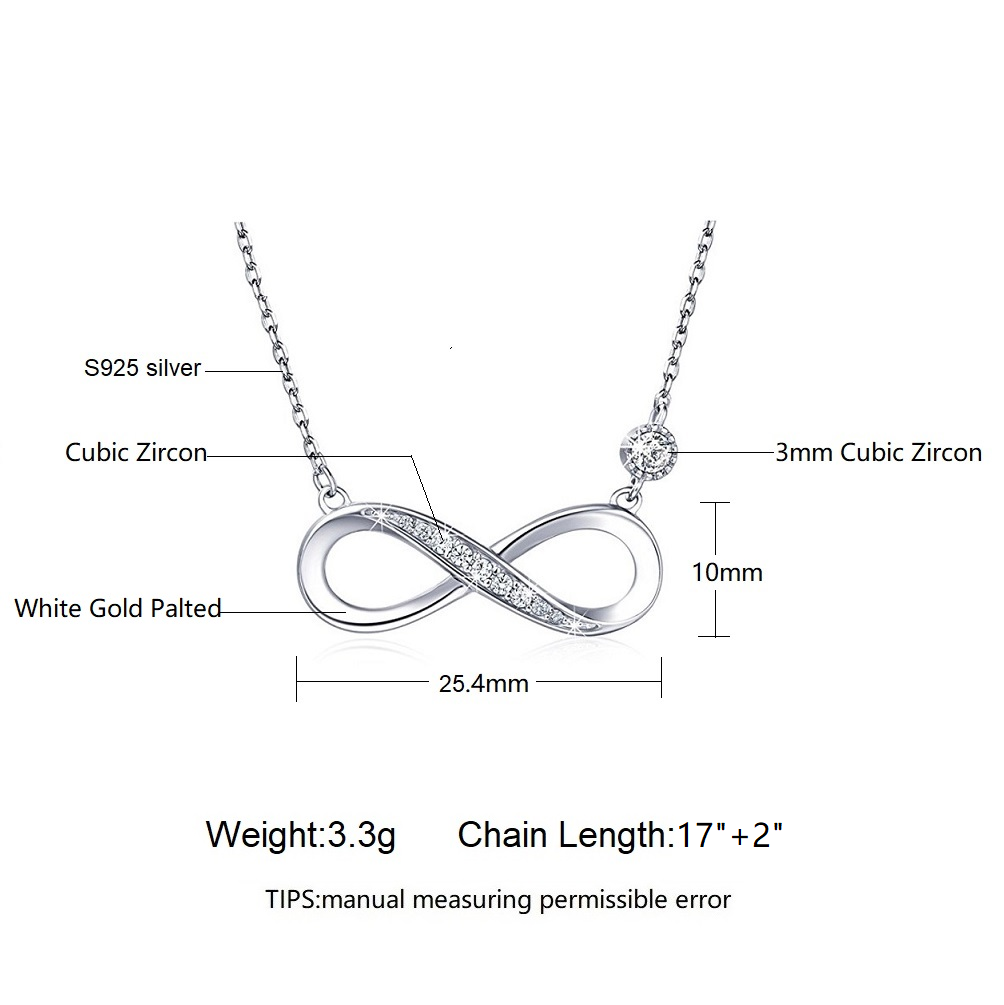 S925 silver
Cubic Zircon
3mm Cubic Zircon
10mm
White Gold Palted
25.4mm
Weight:3.3g Chain Length:17"+2"
TIPS:manual measuring permissible error